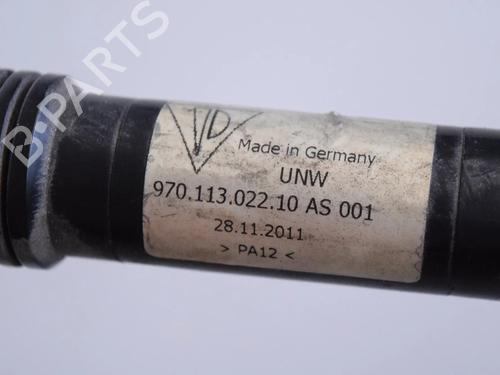 B-PARTS
Made in Germany
UNW
970.113.022.10 AS 001
28.11.2011
> PA12 <